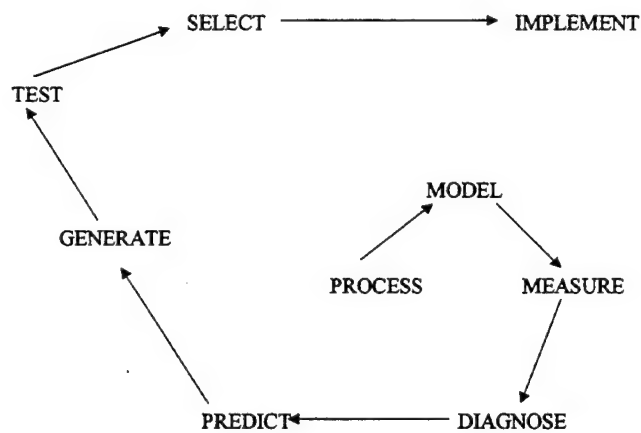 SELECT IMPLEMENT
TEST
MODEL
GENERATE
PROCESS MEASURE
PREDICT DIAGNOSE